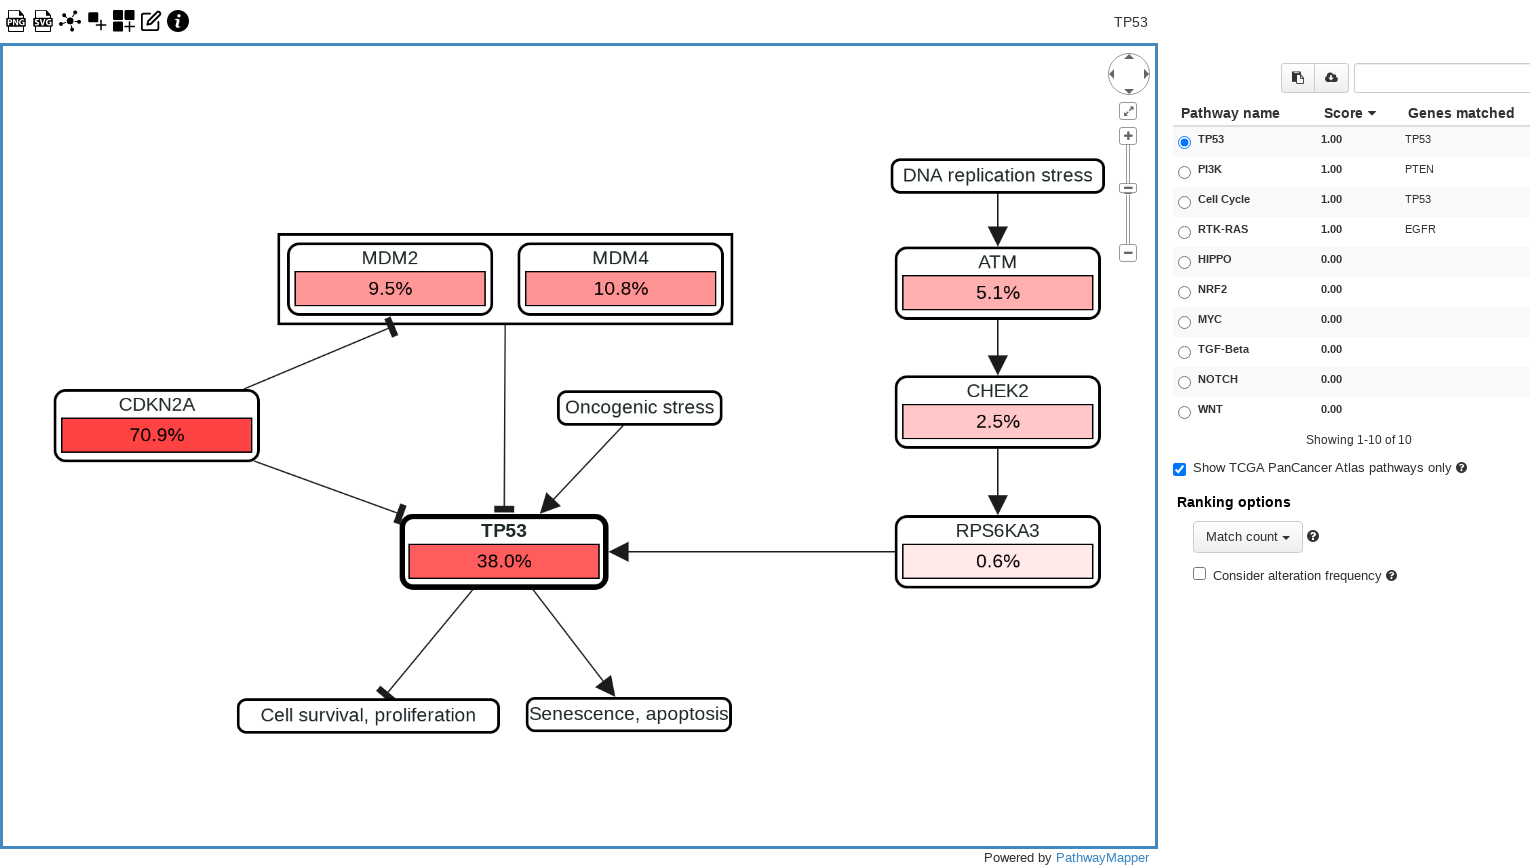 PNG SVG TP53
Pathway name Score Genes matched
TP53 1.00 TP53
PI3K 1.00 PTEN
Cell Cycle 1.00 TP53
RTK-RAS 1.00 EGFR
HIPPO 0.00
NRF2 0.00
MYC 0.00
TGF-Beta 0.00
NOTCH 0.00
WNT 0.00
Showing 1-10 of 10
Show TCGA PanCancer Atlas pathways only
Ranking options
Match count
Consider alteration frequency
DNA replication stress
MDM2
9.5%
MDM4
10.8%
ATM
5.1%
CDKN2A
70.9%
Oncogenic stress
CHEK2
2.5%
TP53
38.0%
RPS6KA3
0.6%
Cell survival, proliferation
Senescence, apoptosis
Powered by PathwayMapper